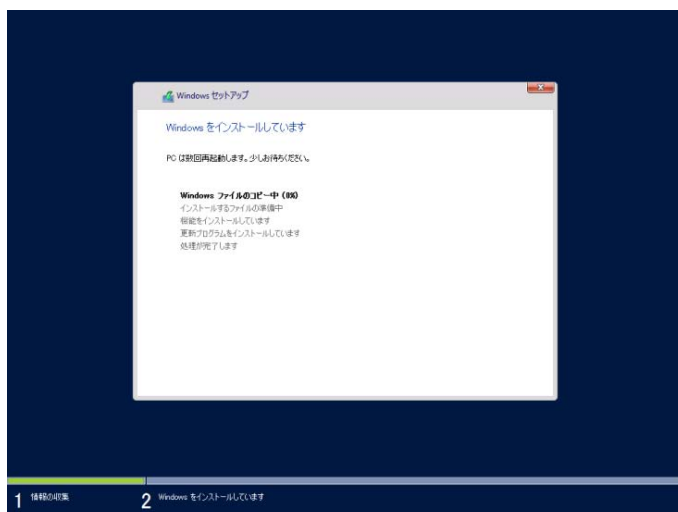 Windows セットアップ
Windows をインストールしています
PC は数回再起動します。少しお待ちください。
Windows ファイルのコピー中 (0%)
インストールするファイルの準備中
機能をインストールしています
更新プログラムをインストールしています
処理が完了します
1 情報の収集
2 Windows をインストールしています